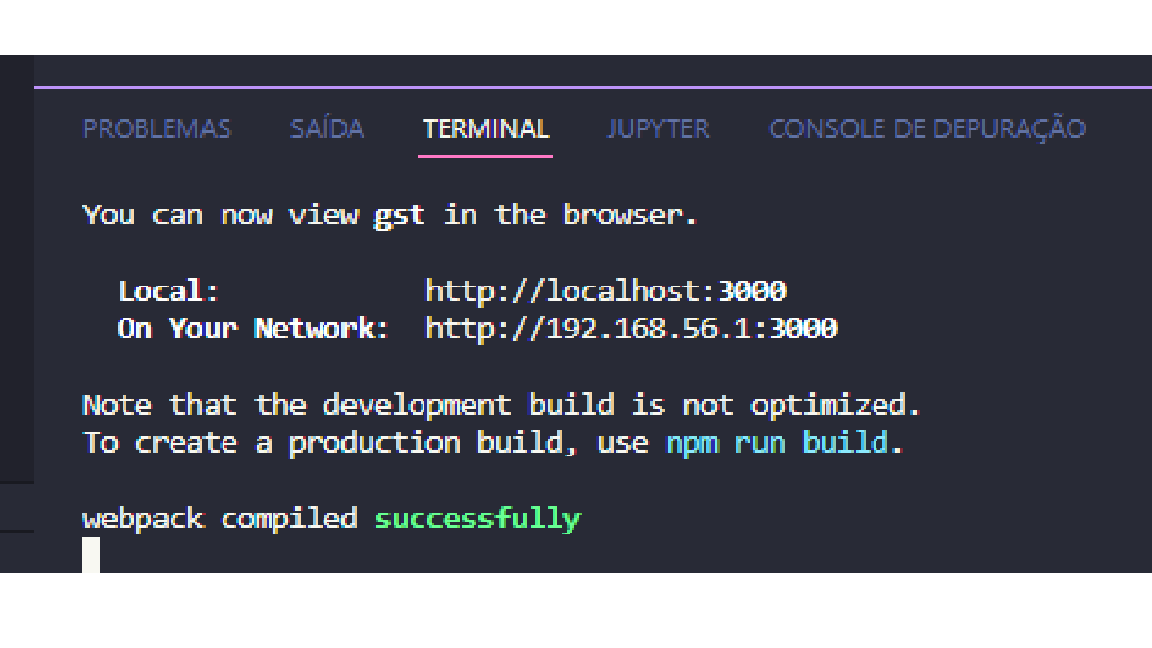 PROBLEMAS SAÍDA TERMINAL JUPYTER CONSOLE DE DEPURAÇÃO
You can now view gst in the browser.
Local: http://localhost:3000
On Your Network: http://192.168.56.1:3000
Note that the development build is not optimized.
To create a production build, use npm run build.
webpack compiled successfully